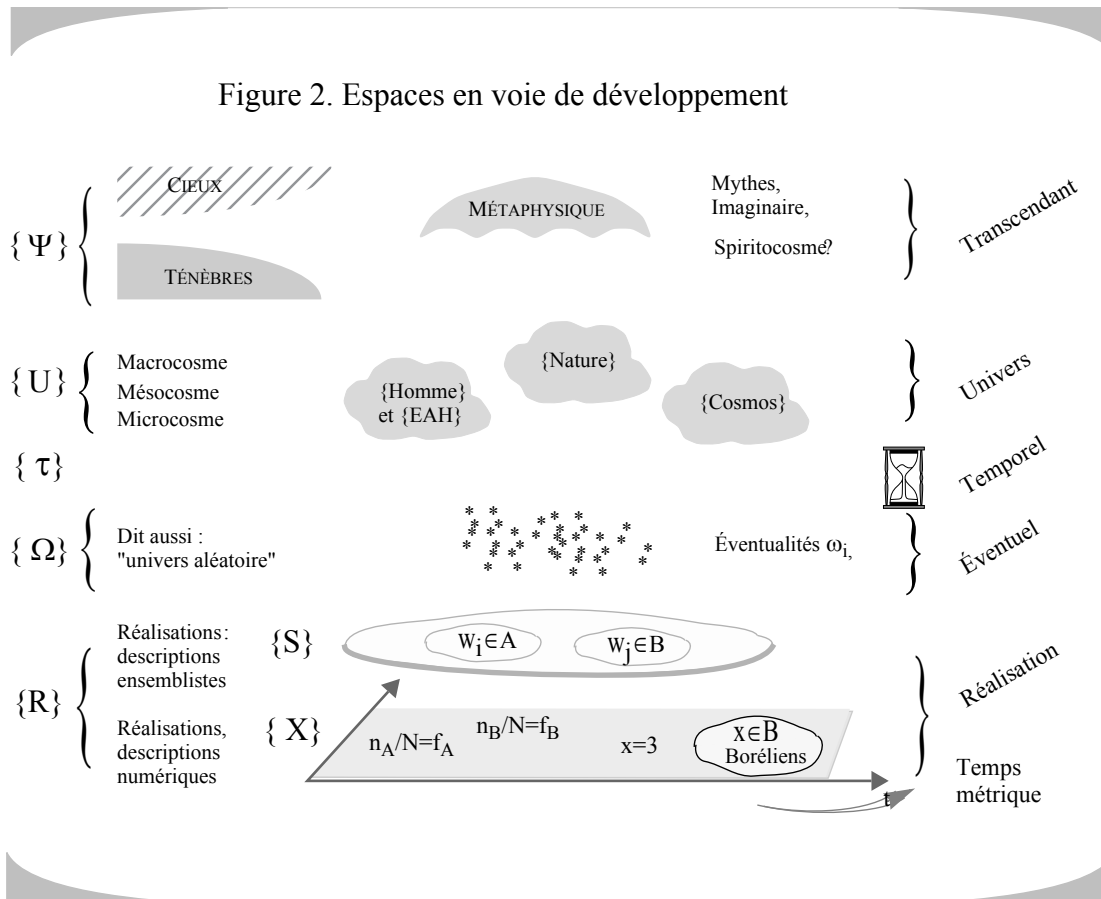 Figure 2. Espaces en voie de développement
{ Ψ }
CIEUX
TÉNÈBRES
MÉTAPHYSIQUE
Mythes,
Imaginaire,
Spiritocosme?
Transcendant
{ U }
Macrocosme
Mésocosme
Microcosme
{Homme}
et {EAH}
{Nature}
{Cosmos}
Univers
{ τ }
Temporel
{ Ω }
Dit aussi :
"univers aléatoire"
* * * * * * * * * * * * * * * * * * * * * * * * * * * * * * * * * * *
Éventualités ωi,
Éventuel
{R}
Réalisations :
descriptions
ensemblistes
{S}
Wi∈A
Wj∈B
Réalisation
Réalisations,
descriptions
numériques
{ X}
nA/N=fA
nB/N=fB
x=3
x∈B
Boréliens
t
Temps
métrique